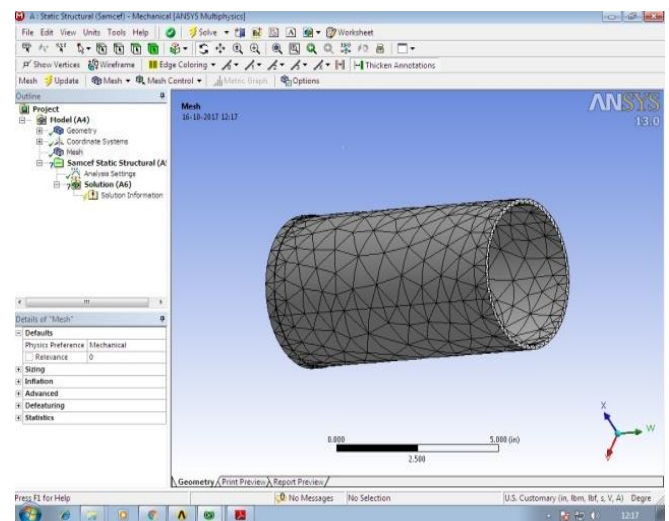 A : Static Structural (Samcef) - Mechanical [ANSYS Multiphysics]
File Edit View Units Tools Help Solve Worksheet
Show Vertices Wireframe Edge Coloring Thicken Annotations
Mesh Update Mesh Mesh Control Metric Graph Options
Outline
Project
Model (A4)
Geometry
Coordinate Systems
Mesh
Samcef Static Structural (A
Analysis Settings
Solution (A6)
Solution Information
Details of "Mesh"
Defaults
Physics Preference Mechanical
Relevance 0
Sizing
Inflation
Advanced
Defeaturing
Statistics
Mesh
16-10-2017 12:17
ANSYS
13.0
0.000 5.000 (in)
2.500
X
W
Geometry Print Preview Report Preview
Press F1 for Help No Messages No Selection U.S. Customary (in, lbm, lbf, s, V, A) Degre
12:17